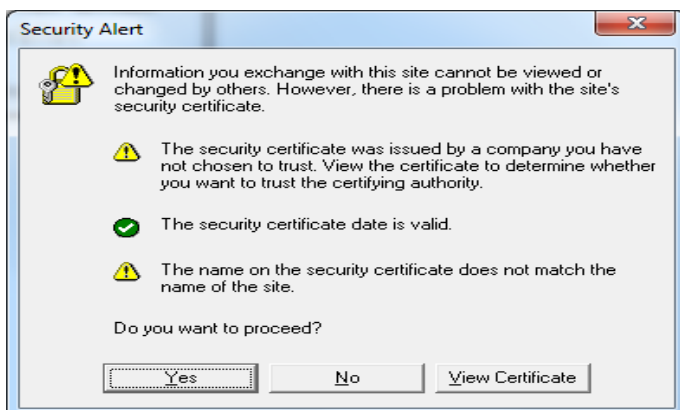 Security Alert
Information you exchange with this site cannot be viewed or
changed by others. However, there is a problem with the site's
security certificate.
The security certificate was issued by a company you have
not chosen to trust. View the certificate to determine whether
you want to trust the certifying authority.
The security certificate date is valid.
The name on the security certificate does not match the
name of the site.
Do you want to proceed?
Yes No View Certificate